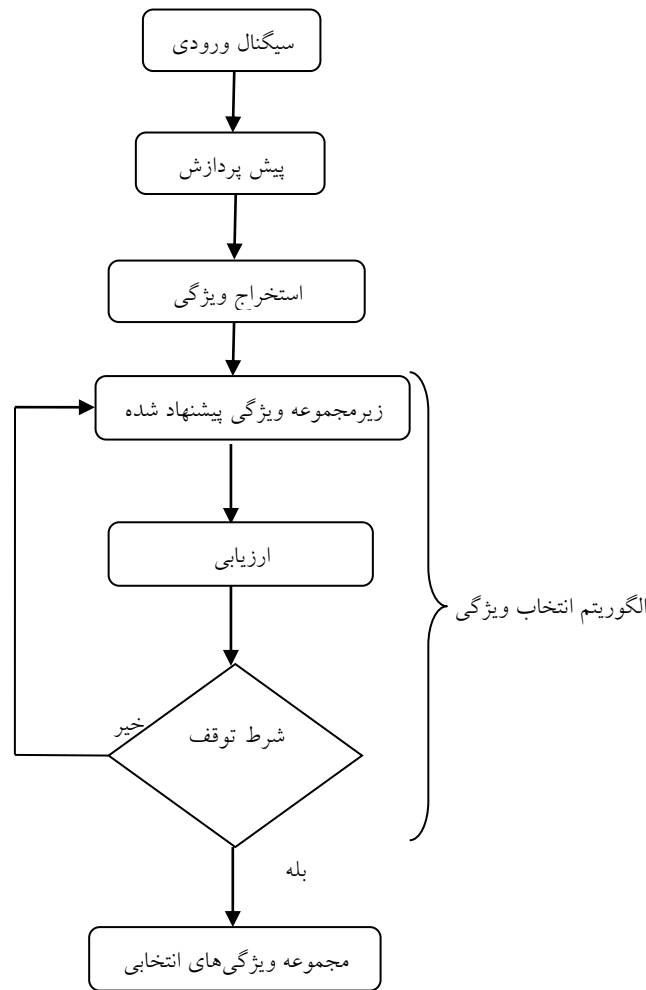 سیگنال ورودی
پیش پردازش
استخراج ویژگی
زیرمجموعه ویژگی پیشنهاد شده
ارزیابی
الگوریتم انتخاب ویژگی
خیر
شرط توقف
بله
مجموعه ویژگی‌های انتخابی